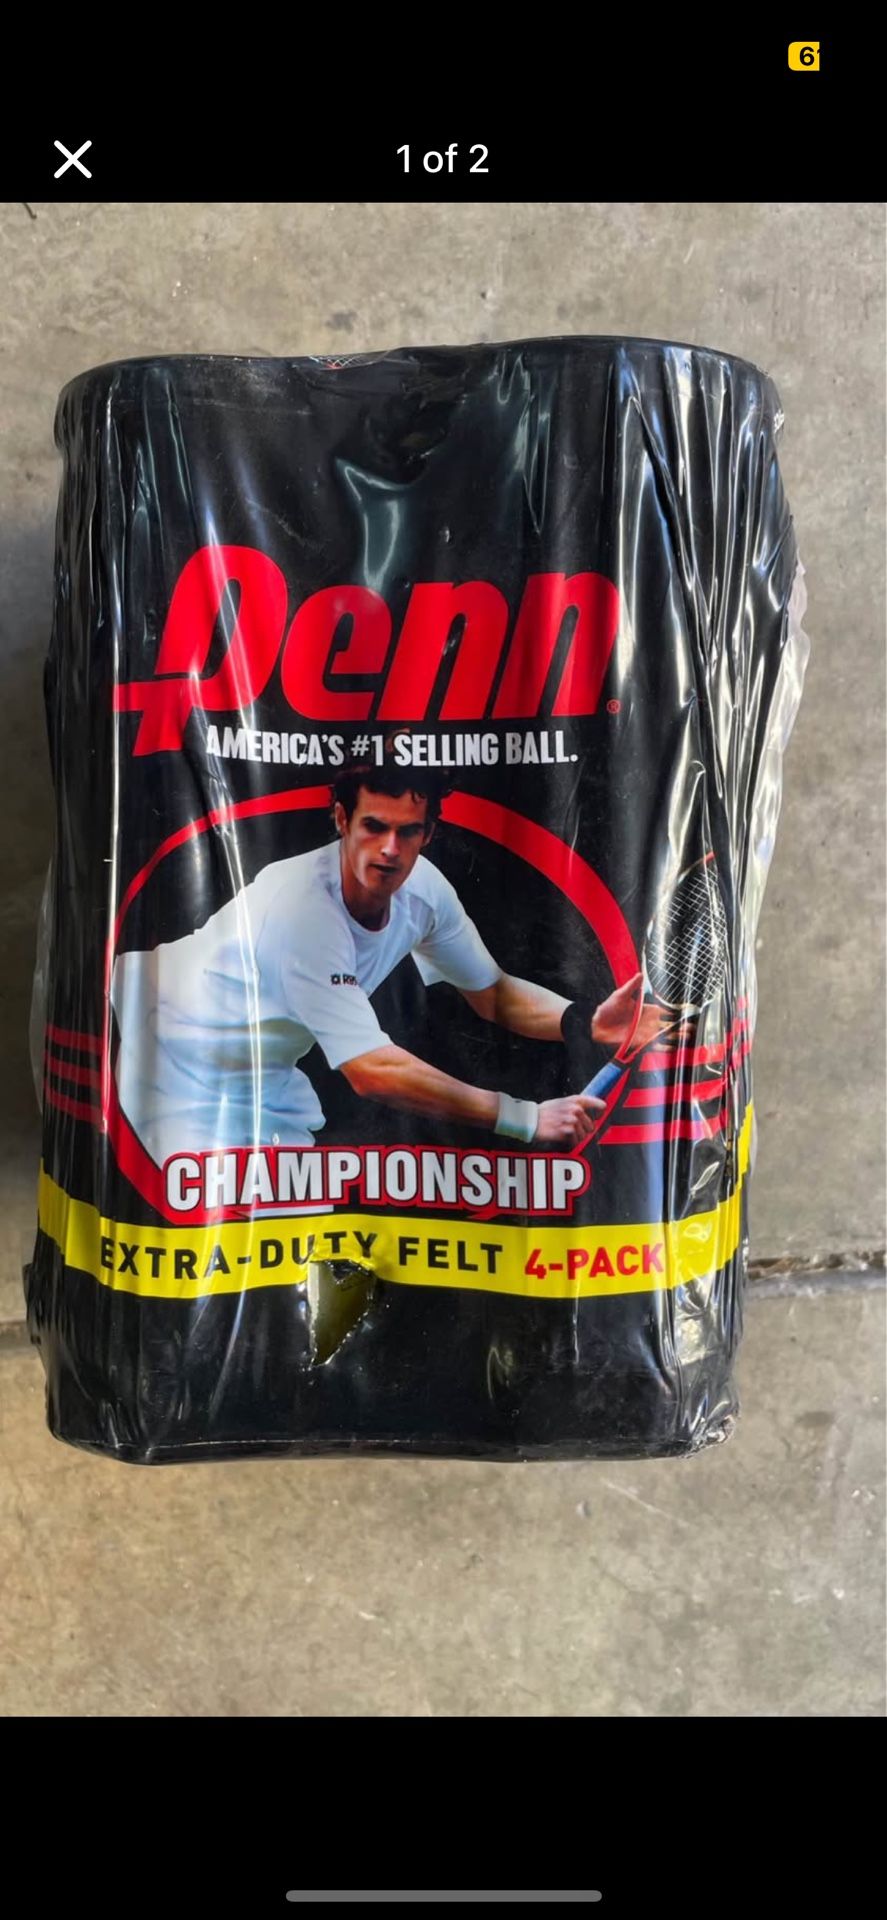 1 of 2
Penn®
AMERICA'S #1 SELLING BALL.
CHAMPIONSHIP
EXTRA-DUTY FELT 4-PACK